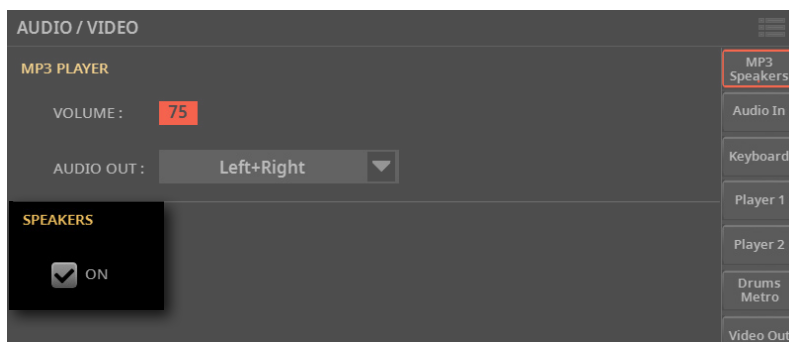 AUDIO / VIDEO
MP3 PLAYER
VOLUME : 75
AUDIO OUT : Left+Right
SPEAKERS
ON
MP3
Speakers
Audio In
Keyboard
Player 1
Player 2
Drums
Metro
Video Out